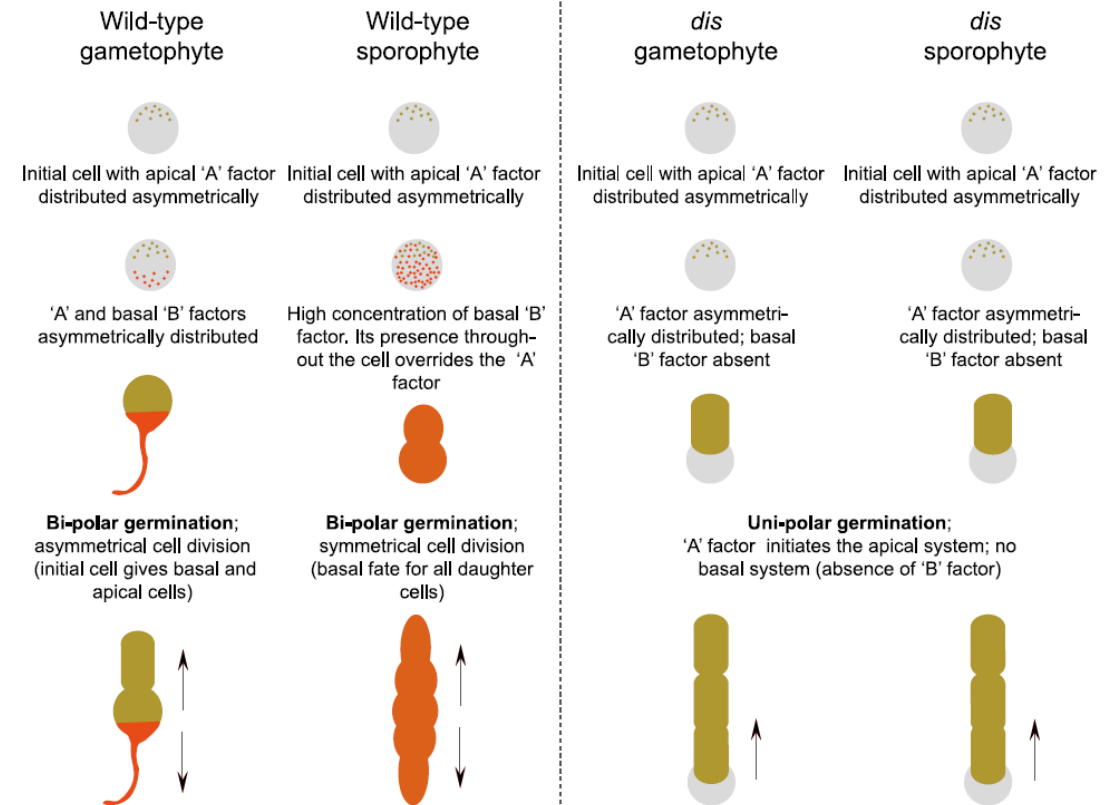 Wild-type
gametophyte
Wild-type
sporophyte
dis
gametophyte
dis
sporophyte
Initial cell with apical ‘A’ factor
distributed asymmetrically
Initial cell with apical ‘A’ factor
distributed asymmetrically
Initial cell with apical ‘A’ factor
distributed asymmetrically
Initial cell with apical ‘A’ factor
distributed asymmetrically
‘A’ and basal ‘B’ factors
asymmetrically distributed
High concentration of basal ‘B’
factor. Its presence through-
out the cell overrides the ‘A’
factor
‘A’ factor asymmetri-
cally distributed; basal
‘B’ factor absent
‘A’ factor asymmetri-
cally distributed; basal
‘B’ factor absent
Bi-polar germination;
asymmetrical cell division
(initial cell gives basal and
apical cells)
Bi-polar germination;
symmetrical cell division
(basal fate for all daughter
cells)
Uni-polar germination;
‘A’ factor initiates the apical system; no
basal system (absence of ‘B’ factor)